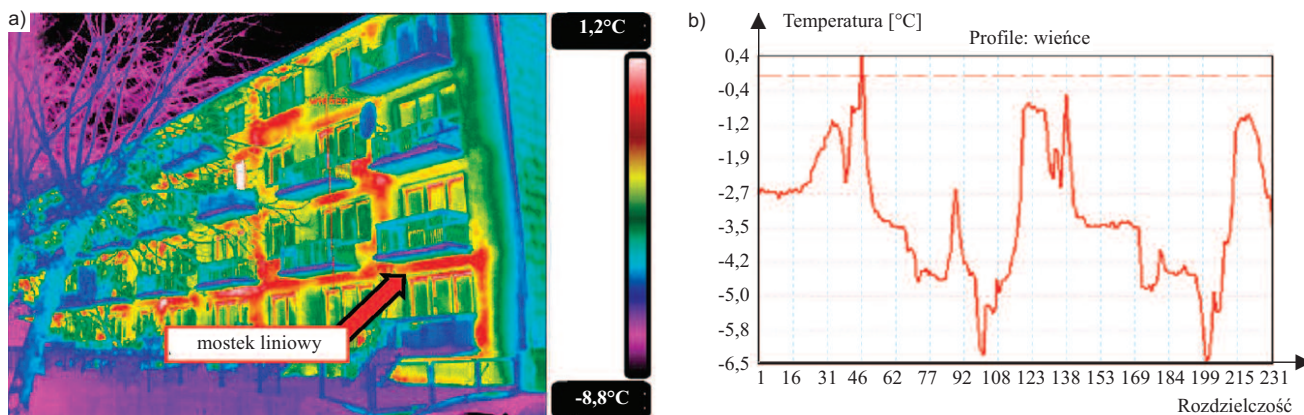 a)
1,2°C
wieńce
mostek liniowy
-8,8°C
b)
Temperatura [°C]
Profile: wieńce
0,4
-0,4
-1,2
-1,9
-2,7
-3,5
-4,2
-5,0
-5,8
-6,5
1 16 31 46 62 77 92 108 123 138 153 169 184 199 215 231
Rozdzielczość